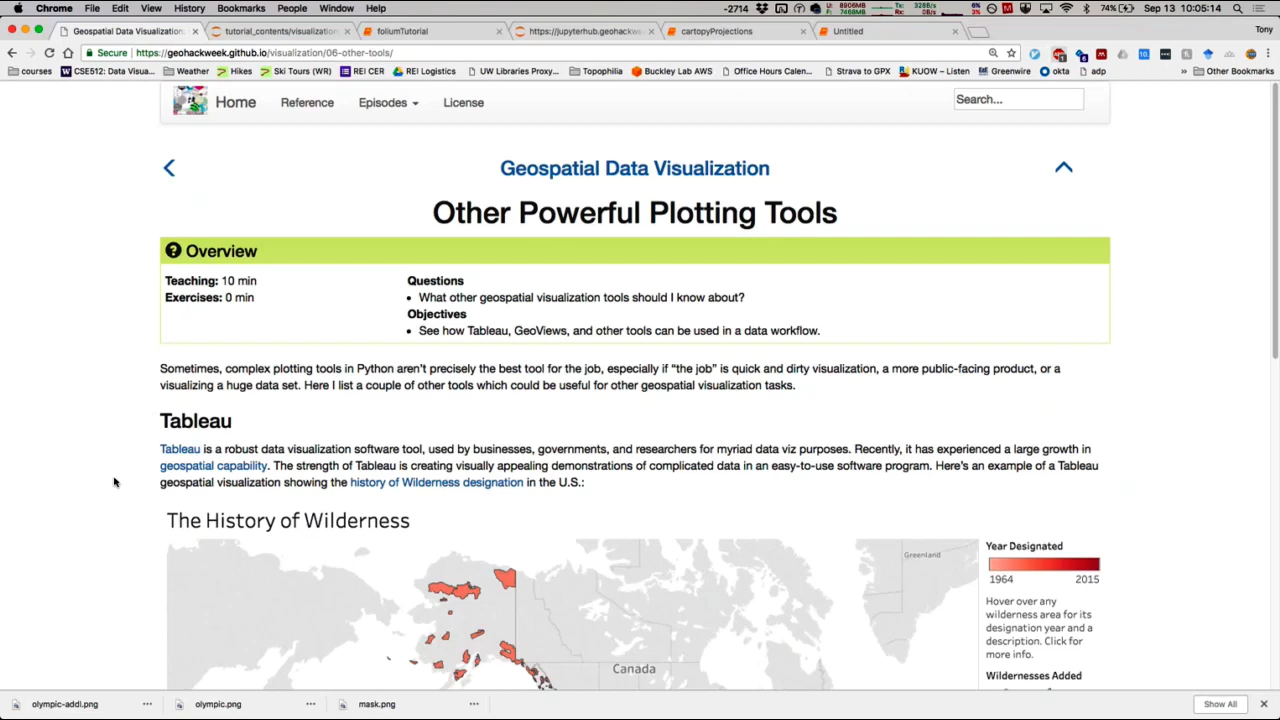 Chrome File Edit View History Bookmarks People Window Help
-2714
74%
Sep 13 10:05:14
Geospatial Data Visualization
tutorial_contents/visualization
foliumTutorial
https://jupyterhub.geohackwe
cartopyProjections
Untitled
Tony
Secure https://geohackweek.github.io/visualization/06-other-tools/
courses
CSE512: Data Visua...
Weather
Hikes
Ski Tours (WR)
REI CEE
REI Logistics
UW Libraries Proxy...
Topophilia
Buckley Lab AWS
Office Hours Calen...
Strava to GPX
KUOW – Listen
Greenwire
okta
adp
»
Other Bookmarks
Home Reference Episodes License
Search...
Geospatial Data Visualization
Other Powerful Plotting Tools
Overview
Teaching: 10 min
Exercises: 0 min
Questions
• What other geospatial visualization tools should I know about?
Objectives
• See how Tableau, GeoViews, and other tools can be used in a data workflow.
Sometimes, complex plotting tools in Python aren't precisely the best tool for the job, especially if “the job” is quick and dirty visualization, a more public-facing product, or a
visualizing a huge data set. Here I list a couple of other tools which could be useful for other geospatial visualization tasks.
Tableau
Tableau is a robust data visualization software tool, used by businesses, governments, and researchers for myriad data viz purposes. Recently, it has experienced a large growth in
geospatial capability. The strength of Tableau is creating visually appealing demonstrations of complicated data in an easy-to-use software program. Here's an example of a Tableau
geospatial visualization showing the history of Wilderness designation in the U.S.:
The History of Wilderness
Greenland
Canada
Year Designated
1964 2015
Hover over any
wilderness area for its
designation year and a
description. Click for
more info.
Wildernesses Added
olympic-addl.png
olympic.png
mask.png
Show All